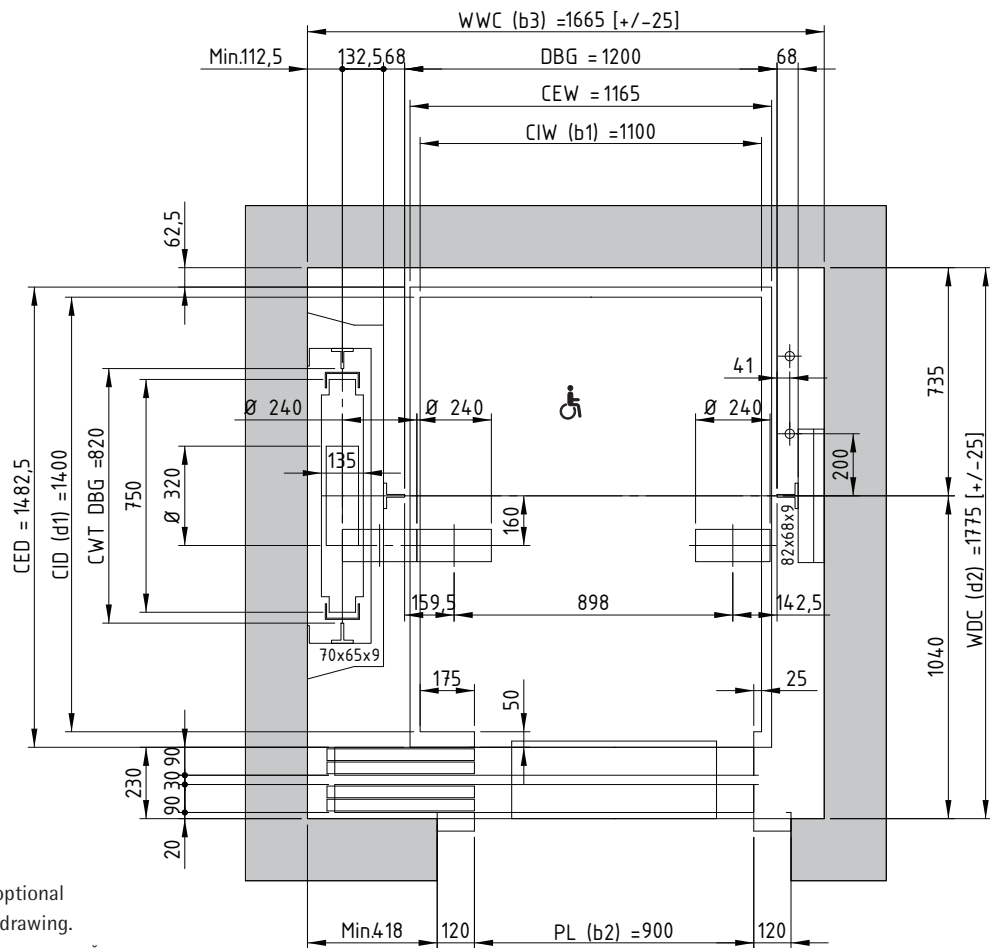 WWC (b3) =1665 [+/-25]
Min.112,5 132,5 68 DBG =1200 68
CEW =1165
CIW (b1) =1100
62,5
CED = 1482,5
CID (d1) =1400
CWT DBG =820
750
Ø 320
Ø 240
135
Ø 240
Ø 240
41
200
160
82x68x9
735
1040
WDC (d2) =1775 [+/-25]
159,5 898 142,5
70x65x9
175
50
25
230
90
30
90
20
optional
drawing.
Min.418 120 PL (b2) =900 120